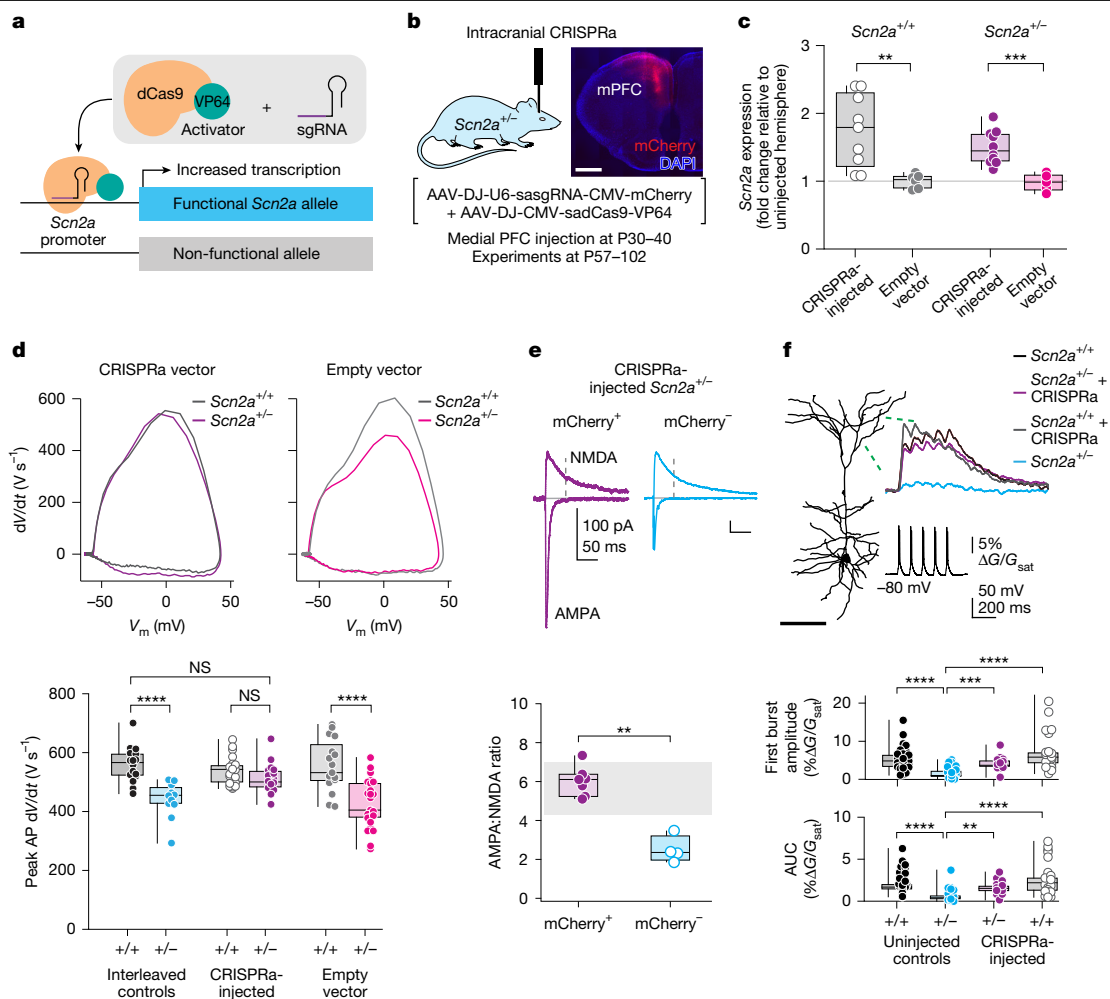 a
dCas9
VP64
Activator
+
sgRNA
Increased transcription
Functional Scn2a allele
Scn2a
promoter
Non-functional allele
b
Intracranial CRISPRa
Scn2a+/−
mPFC
mCherry
DAPI
AAV-DJ-U6-sasgRNA-CMV-mCherry
+ AAV-DJ-CMV-sadCas9-VP64
Medial PFC injection at P30–40
Experiments at P57–102
c
Scn2a+/+ Scn2a+/−
** ***
Scn2a expression
(fold change relative to
uninjected hemisphere)
3
2
1
0
CRISPRa-
injected
Empty
vector
CRISPRa-
injected
Empty
vector
d
CRISPRa vector
Scn2a+/+
Scn2a+/−
Empty vector
Scn2a+/+
Scn2a+/−
dV/dt (V s−1)
600
400
200
0
−50 0 50
Vm (mV)
−50 0 50
Vm (mV)
NS
**** NS ****
Peak AP dV/dt (V s−1)
800
600
400
200
0
+/+ +/− +/+ +/− +/+ +/−
Interleaved
controls
CRISPRa-
injected
Empty
vector
e
CRISPRa-
injected Scn2a+/−
mCherry+ mCherry−
NMDA
100 pA
50 ms
AMPA
**
AMPA:NMDA ratio
10
8
6
4
2
0
mCherry+ mCherry−
f
Scn2a+/+
Scn2a+/− +
CRISPRa
Scn2a+/+ +
CRISPRa
Scn2a+/−
5%
ΔG/Gsat
−80 mV
50 mV
200 ms
****
**** ***
First burst
amplitude
(%ΔG/Gsat)
20
10
0
****
**** **
AUC
(%ΔG/Gsat)
10
5
0
+/+ +/− +/− +/+
Uninjected
controls
CRISPRa-
injected